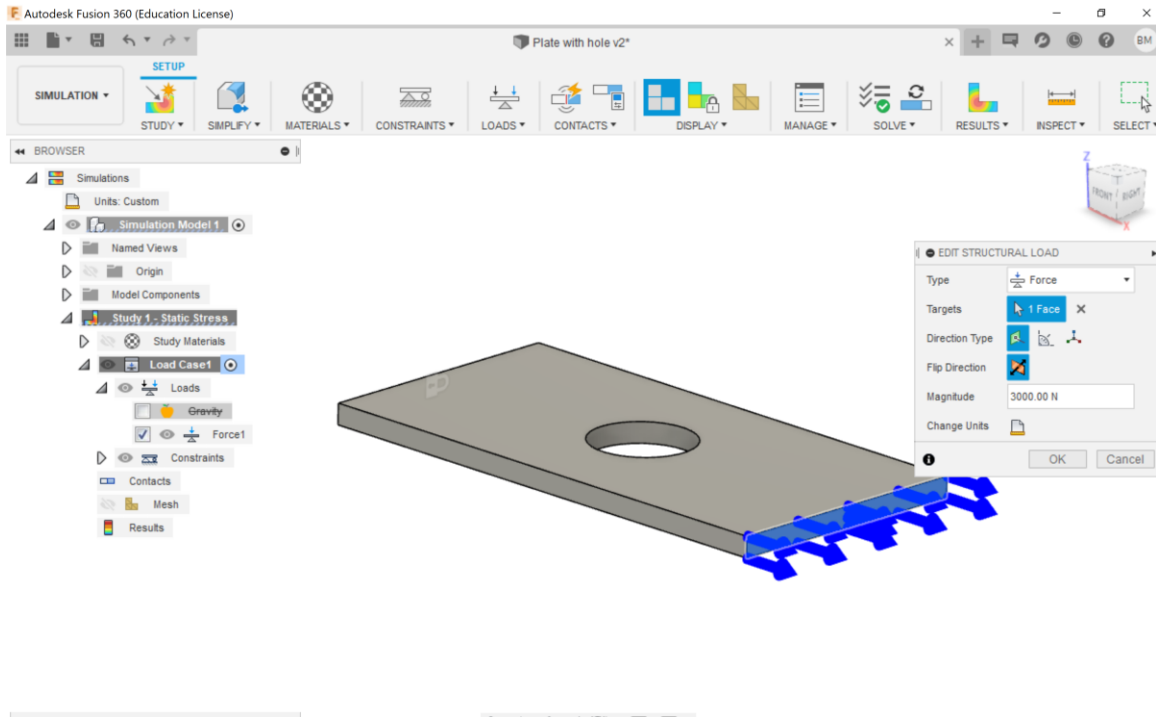 Autodesk Fusion 360 (Education License)
Plate with hole v2*
BM
SETUP
SIMULATION
STUDY SIMPLIFY MATERIALS CONSTRAINTS LOADS CONTACTS DISPLAY MANAGE SOLVE RESULTS INSPECT SELECT
BROWSER
Simulations
Units: Custom
Simulation Model 1
Named Views
Origin
Model Components
Study 1 - Static Stress
Study Materials
Load Case1
Loads
Gravity
Force1
Constraints
Contacts
Mesh
Results
Z
FRONT RIGHT
X
EDIT STRUCTURAL LOAD
Type Force
Targets 1 Face
Direction Type
Flip Direction
Magnitude 3000.00 N
Change Units
OK Cancel